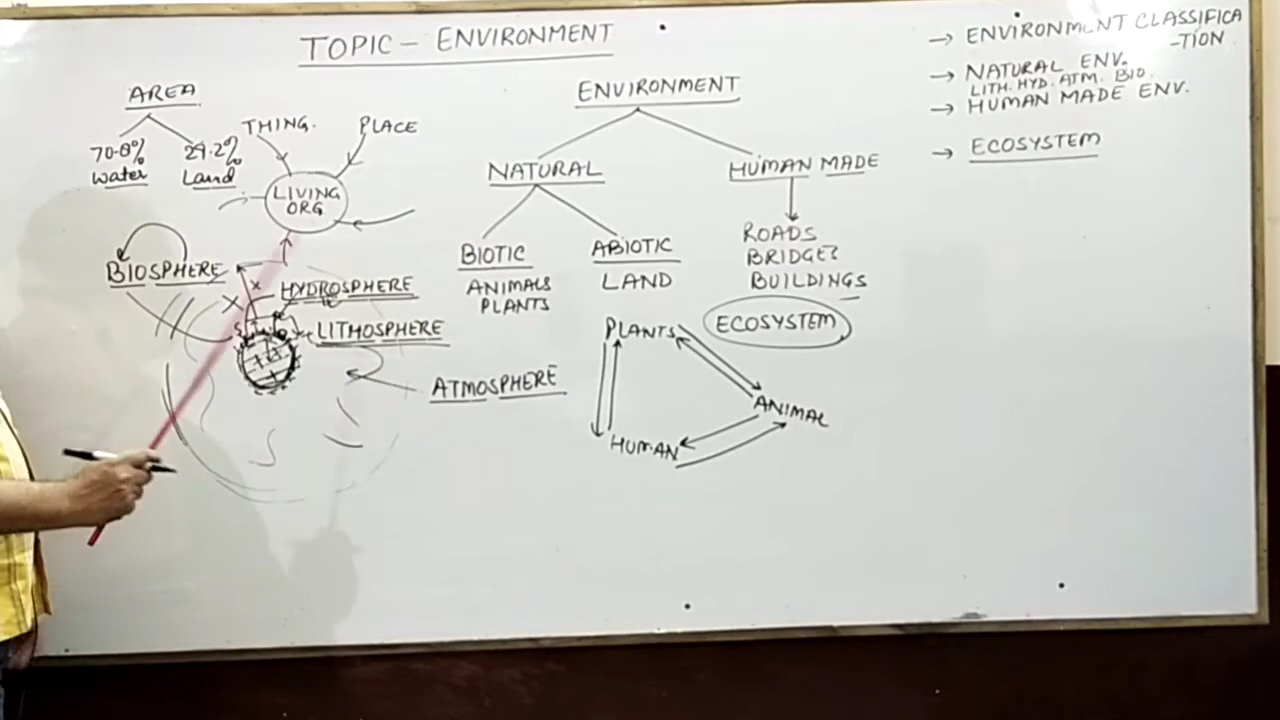 TOPIC – ENVIRONMENT
AREA
70.8% water
29.2% Land
THING.
PLACE
LIVING
ORG
BIOSPHERE
HYDROSPHERE
LITHOSPHERE
ATMOSPHERE
ENVIRONMENT
NATURAL
HUMAN MADE
BIOTIC
ANIMALS
PLANTS
ABIOTIC
LAND
ROADS
BRIDGES
BUILDINGS
ECOSYSTEM
PLANTS
ANIMAL
HUMAN
→ ENVIRONMENT CLASSIFICA
-TION
→ NATURAL ENV.
LITH. HYD. ATM. BIO.
→ HUMAN MADE ENV.
→ ECOSYSTEM